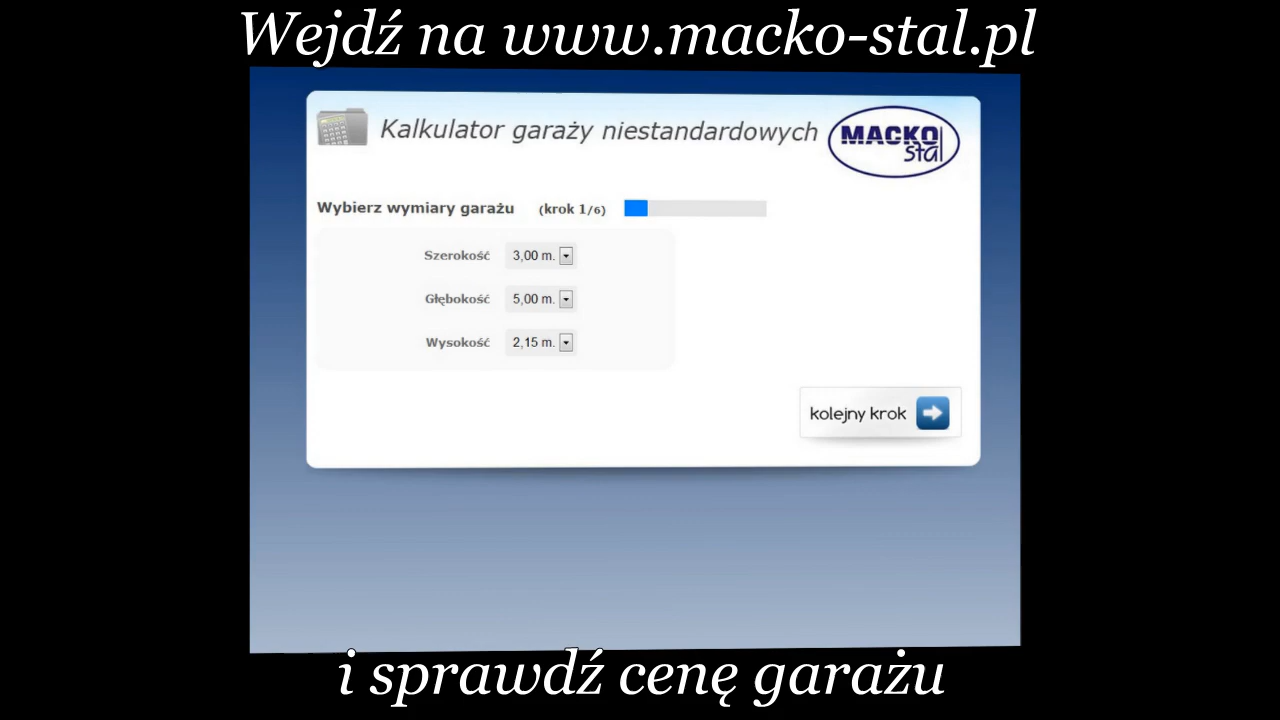 Wejdź na www.macko-stal.pl
Kalkulator garaży niestandardowych
MACKO
stal
Wybierz wymiary garażu (krok 1/6)
Szerokość 3,00 m.
Głębokość 5,00 m.
Wysokość 2,15 m.
kolejny krok
i sprawdź cenę garażu